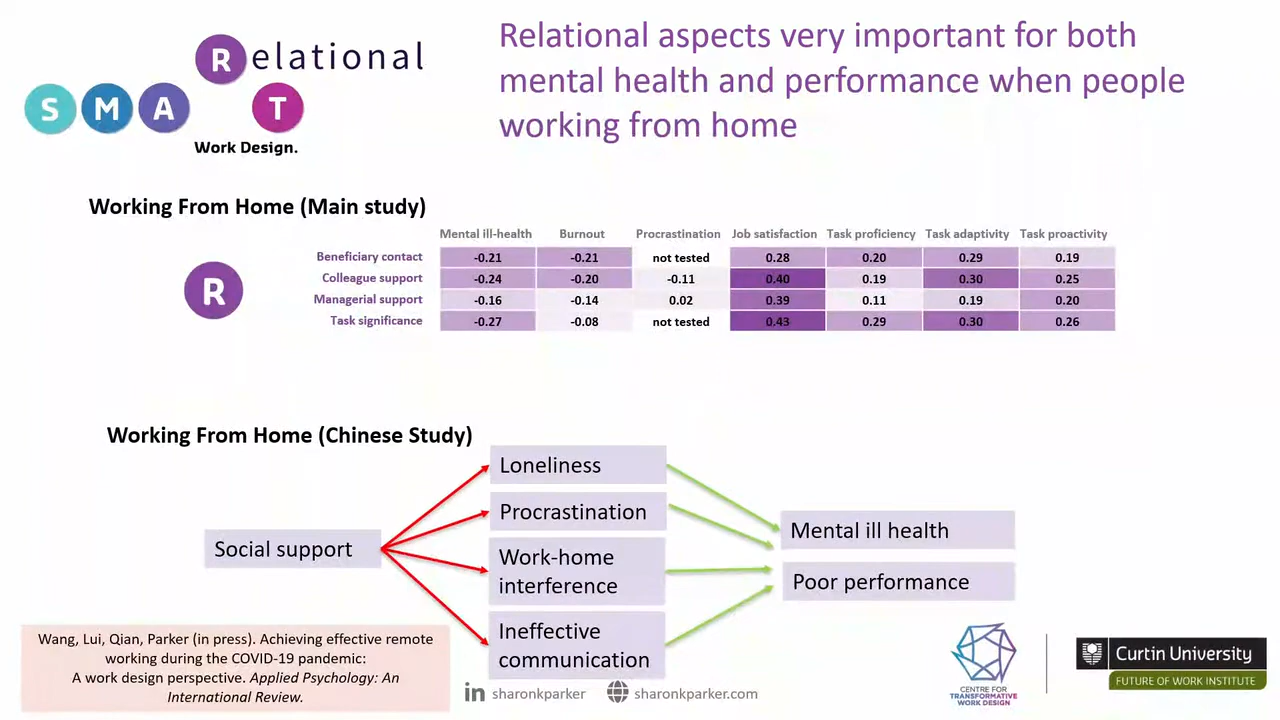 Relational
SMART
Work Design.
Relational aspects very important for both
mental health and performance when people
working from home
Working From Home (Main study)
Mental ill-health Burnout Procrastination Job satisfaction Task proficiency Task adaptivity Task proactivity
Beneficiary contact -0.21 -0.21 not tested 0.28 0.20 0.29 0.19
Colleague support -0.24 -0.20 -0.11 0.40 0.19 0.30 0.25
Managerial support -0.16 -0.14 0.02 0.39 0.11 0.19 0.20
Task significance -0.27 -0.08 not tested 0.43 0.29 0.30 0.26
R
Working From Home (Chinese Study)
Social support
Loneliness
Procrastination
Work-home
interference
Ineffective
communication
Mental ill health
Poor performance
Wang, Lui, Qian, Parker (in press). Achieving effective remote
working during the COVID-19 pandemic:
A work design perspective. Applied Psychology: An
International Review.
in sharonkparker sharonkparker.com
CENTRE FOR
TRANSFORMATIVE
WORK DESIGN
Curtin University
FUTURE OF WORK INSTITUTE